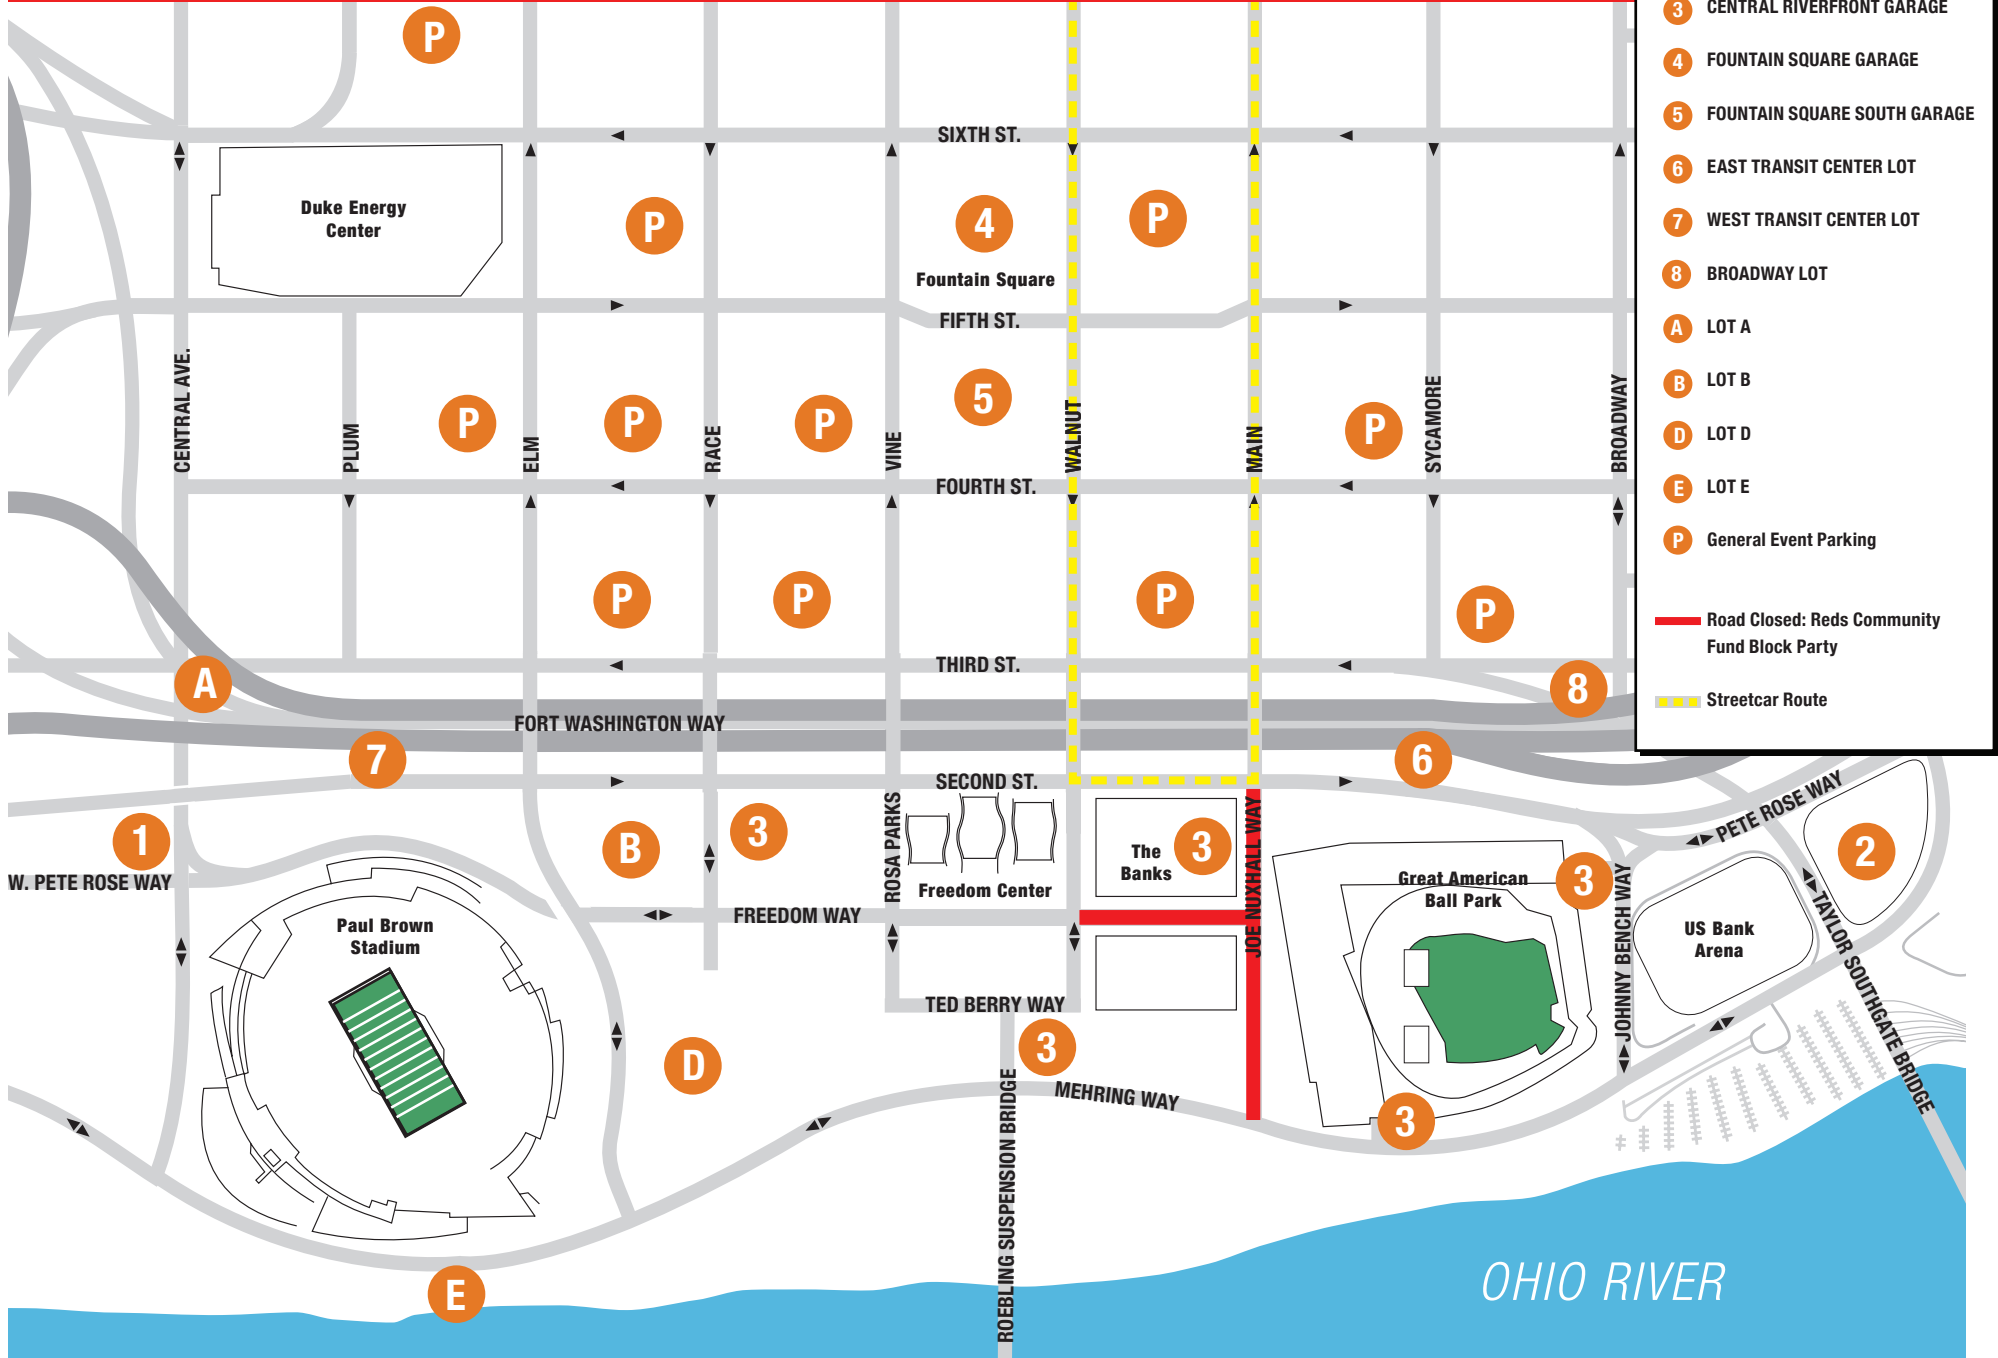 3 CENTRAL RIVERFRONT GARAGE
4 FOUNTAIN SQUARE GARAGE
5 FOUNTAIN SQUARE SOUTH GARAGE
6 EAST TRANSIT CENTER LOT
7 WEST TRANSIT CENTER LOT
8 BROADWAY LOT
A LOT A
B LOT B
D LOT D
E LOT E
P General Event Parking
Road Closed: Reds Community
Fund Block Party
Streetcar Route
P
SIXTH ST.
Duke Energy
Center
P
4
P
Fountain Square
FIFTH ST.
CENTRAL AVE.
PLUM
ELM
RACE
VINE
WALNUT
MAIN
SYCAMORE
BROADWAY
P
P
P
5
P
FOURTH ST.
P
P
P
P
THIRD ST.
A
8
FORT WASHINGTON WAY
7
6
SECOND ST.
1
B
3
ROSA PARKS
Freedom Center
The
Banks
3
JOE NUXHALL WAY
PETE ROSE WAY
2
W. PETE ROSE WAY
FREEDOM WAY
Great American
Ball Park
3
JOHNNY BENCH WAY
US Bank
Arena
TAYLOR SOUTHGATE BRIDGE
Paul Brown
Stadium
TED BERRY WAY
D
3
MEHRING WAY
3
ROEBLING SUSPENSION BRIDGE
E
OHIO RIVER